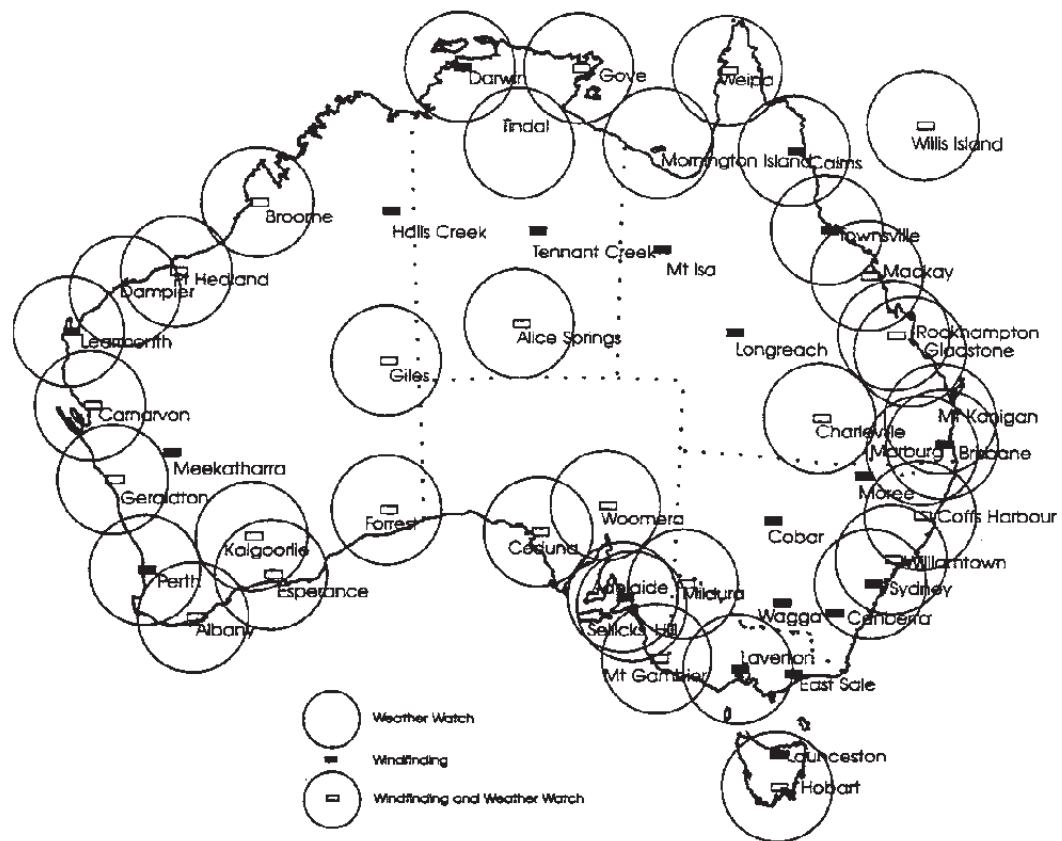 Darwin
Gove
Weipa
Tindal
Mornington Island
Cairns
Willis Island
Broome
Halls Creek
Tennant Creek
Townsville
Mt Isa
Pt Hedland
Mackay
Dampier
Learmonth
Alice Springs
Longreach
Rockhampton
Gladstone
Giles
Carnarvon
Charleville
Mt Kanigan
Marburg
Brisbane
Meekatharra
Geraldton
Moree
Forrest
Woomera
Coffs Harbour
Ceduna
Cobar
Kalgoorlie
Williamtown
Perth
Esperance
Adelaide
Mildura
Sydney
Wagga
Canberra
Albany
Sellicks Hill
Mt Gambier
Laverton
East Sale
Weather Watch
Windfinding
Launceston
Hobart
Windfinding and Weather Watch